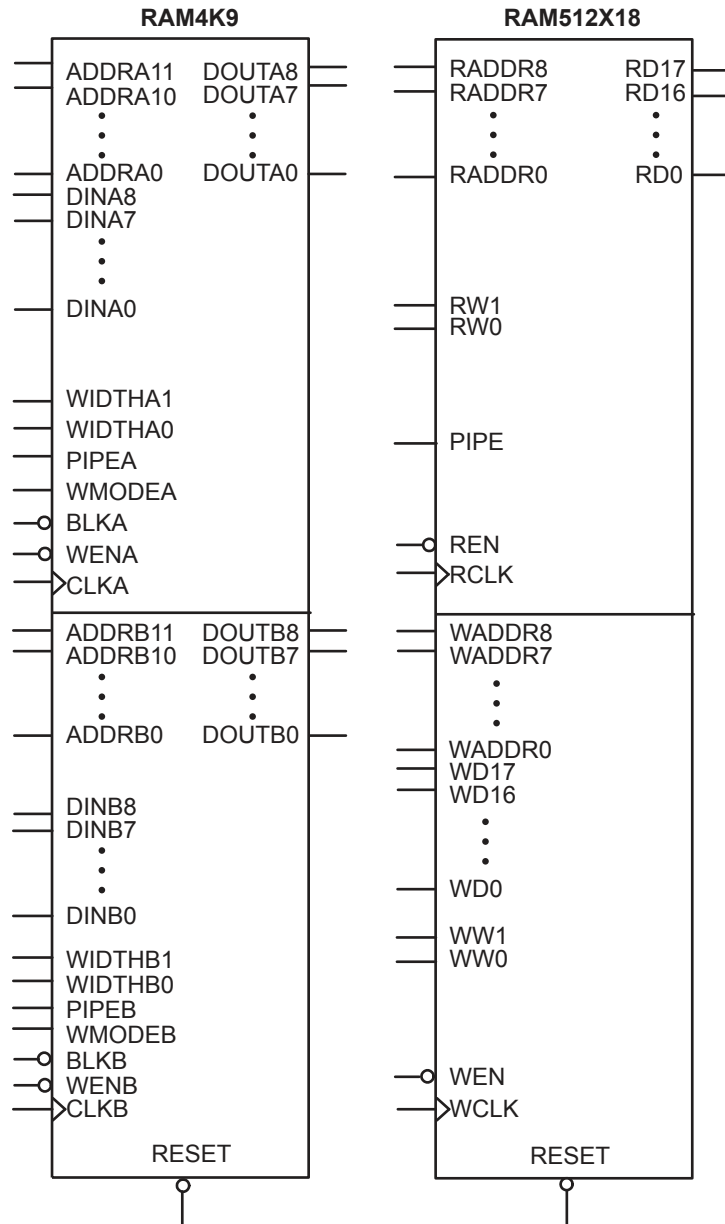 RAM4K9
ADDRA11 DOUTA8
ADDRA10 DOUTA7
ADDRA0 DOUTA0
DINA8
DINA7
DINA0
WIDTHA1
WIDTHA0
PIPEA
WMODEA
BLKA
WENA
CLKA
ADDRB11 DOUTB8
ADDRB10 DOUTB7
ADDRB0 DOUTB0
DINB8
DINB7
DINB0
WIDTHB1
WIDTHB0
PIPEB
WMODEB
BLKB
WENB
CLKB
RESET
RAM512X18
RADDR8 RD17
RADDR7 RD16
RADDR0 RD0
RW1
RW0
PIPE
REN
RCLK
WADDR8
WADDR7
WADDR0
WD17
WD16
WD0
WW1
WW0
WEN
WCLK
RESET